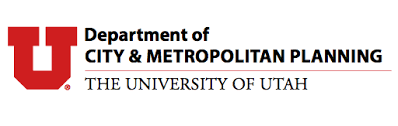 U®
Department of
CITY & METROPOLITAN PLANNING
THE UNIVERSITY OF UTAH